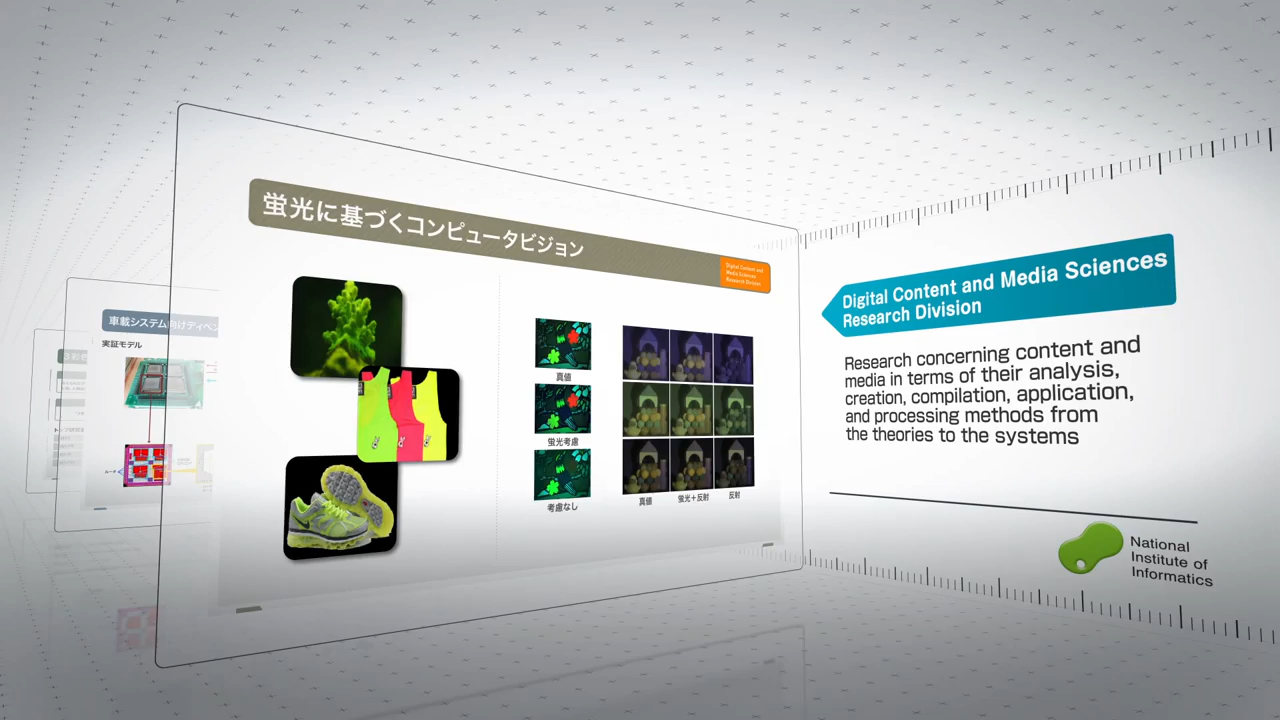 蛍光に基づくコンピュータビジョン
Digital Content and
Media Sciences
Research Division
真値
蛍光考慮
考慮なし
真値
蛍光+反射
反射
車載システム向けディペン
実証モデル
Digital Content and Media Sciences
Research Division
Research concerning content and
media in terms of their analysis,
creation, compilation, application,
and processing methods from
the theories to the systems
National
Institute of
Informatics